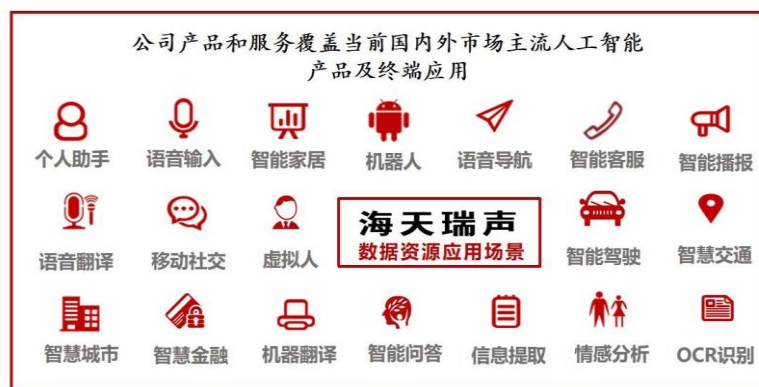 公司产品和服务覆盖当前国内外市场主流人工智能
产品及终端应用
个人助手 语音输入 智能家居 机器人 语音导航 智能客服 智能播报
语音翻译 移动社交 虚拟人 海天瑞声 数据资源应用场景 智能驾驶 智慧交通
智慧城市 智慧金融 机器翻译 智能问答 信息提取 情感分析 OCR识别